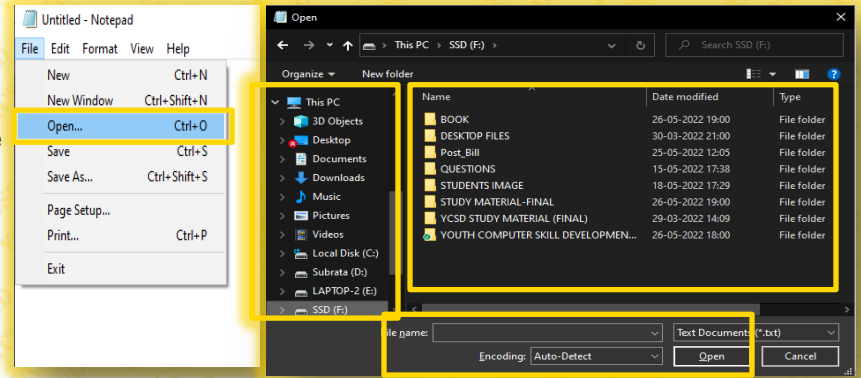 Untitled - Notepad
File Edit Format View Help
New Ctrl+N
New Window Ctrl+Shift+N
Open... Ctrl+O
Save Ctrl+S
Save As... Ctrl+Shift+S
Page Setup...
Print... Ctrl+P
Exit
Open
This PC > SSD (F:) >
Search SSD (F:)
Organize New folder
This PC
3D Objects
Desktop
Documents
Downloads
Music
Pictures
Videos
Local Disk (C:)
Subrata (D:)
LAPTOP-2 (E:)
SSD (F:)
Name Date modified Type
BOOK 26-05-2022 19:00 File folder
DESKTOP FILES 30-03-2022 21:00 File folder
Post_Bill 25-05-2022 12:05 File folder
QUESTIONS 15-05-2022 17:38 File folder
STUDENTS IMAGE 18-05-2022 17:29 File folder
STUDY MATERIAL-FINAL 26-05-2022 19:00 File folder
YCSD STUDY MATERIAL (FINAL) 29-03-2022 14:09 File folder
YOUTH COMPUTER SKILL DEVELOPMEN... 26-05-2022 18:00 File folder
File name: Text Documents (*.txt)
Encoding: Auto-Detect Open Cancel